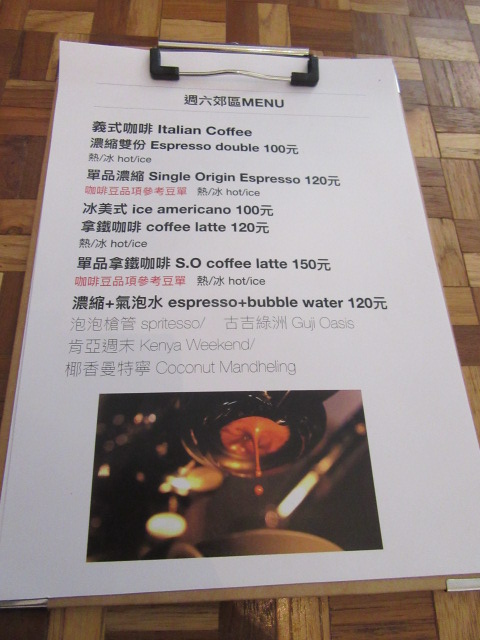 週六郊區MENU
義式咖啡 Italian Coffee
濃縮雙份 Espresso double 100元
熱/冰 hot/ice
單品濃縮 Single Origin Espresso 120元
咖啡豆品項參考豆單 熱/冰 hot/ice
冰美式 ice americano 100元
拿鐵咖啡 coffee latte 120元
熱/冰 hot/ice
單品拿鐵咖啡 S.O coffee latte 150元
咖啡豆品項參考豆單 熱/冰 hot/ice
濃縮+氣泡水 espresso+bubble water 120元
泡泡槍管 spritesso/ 古吉綠洲 Guji Oasis
肯亞週末 Kenya Weekend/
椰香曼特寧 Coconut Mandheling